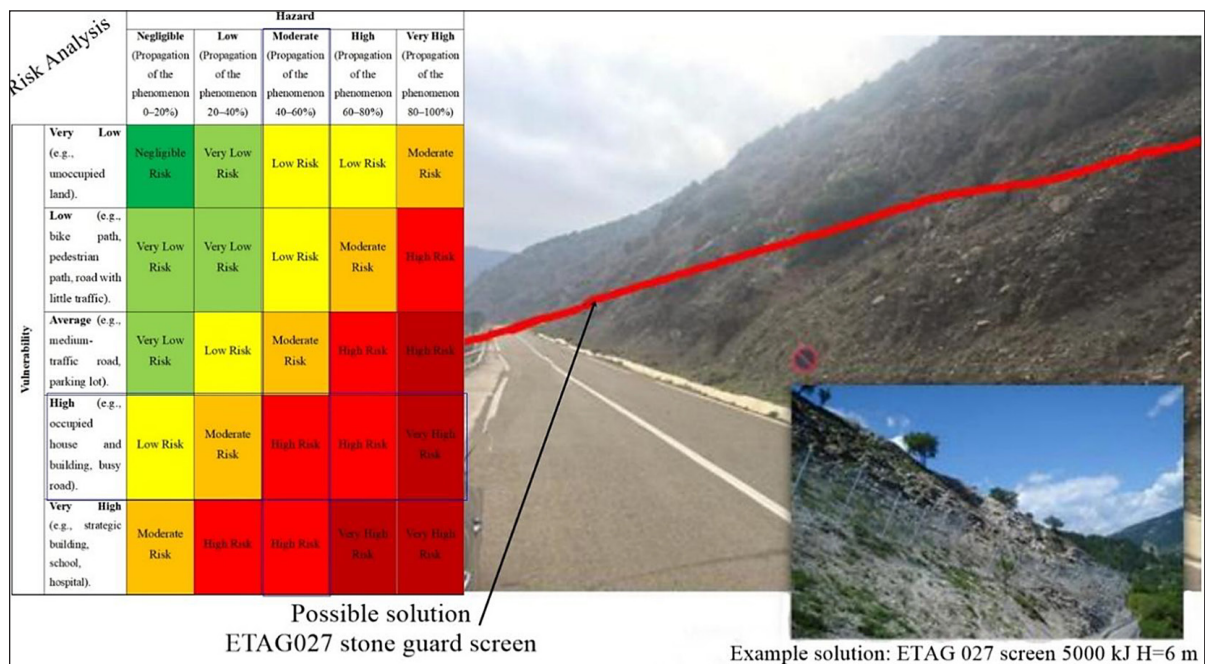 Risk Analysis
Hazard
Negligible
(Propagation
of the
phenomenon
0–20%)
Low
(Propagation
of the
phenomenon
20–40%)
Moderate
(Propagation
of the
phenomenon
40–60%)
High
(Propagation
of the
phenomenon
60–80%)
Very High
(Propagation
of the
phenomenon
80–100%)
Vulnerability
Very Low
(e.g.,
unoccupied
land).
Negligible
Risk
Very Low
Risk
Low Risk
Low Risk
Moderate
Risk
Low (e.g.,
bike path,
pedestrian
path, road with
little traffic).
Very Low
Risk
Very Low
Risk
Low Risk
Moderate
Risk
High Risk
Average (e.g.,
medium-
traffic road,
parking lot).
Very Low
Risk
Low Risk
Moderate
Risk
High Risk
High Risk
High (e.g.,
occupied
house and
building, busy
road).
Low Risk
Moderate
Risk
High Risk
High Risk
Very High
Risk
Very High
(e.g., strategic
building,
school,
hospital).
Moderate
Risk
High Risk
High Risk
Very High
Risk
Very High
Risk
Possible solution
ETAG027 stone guard screen
Example solution: ETAG 027 screen 5000 kJ H=6 m